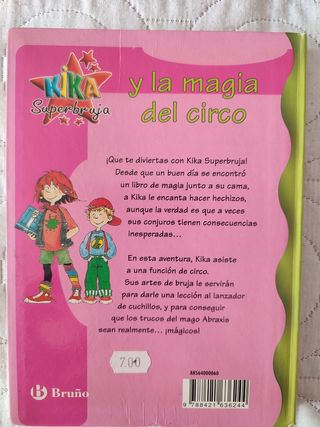 KIKA
Superbruja
y la magia
del circo
¡Que te diviertas con Kika Superbruja!
Desde que un buen día se encontró
un libro de magia junto a su cama,
a Kika le encanta hacer hechizos,
aunque la verdad es que a veces
sus conjuros tienen consecuencias
inesperadas...
En esta aventura, Kika asiste
a una función de circo.
Sus artes de bruja le servirán
para darle una lección al lanzador
de cuchillos, y para conseguir
que los trucos del mago Abraxis
sean realmente... ¡mágicos!
7.00
Bruño
AK564000060
9 788421 636244